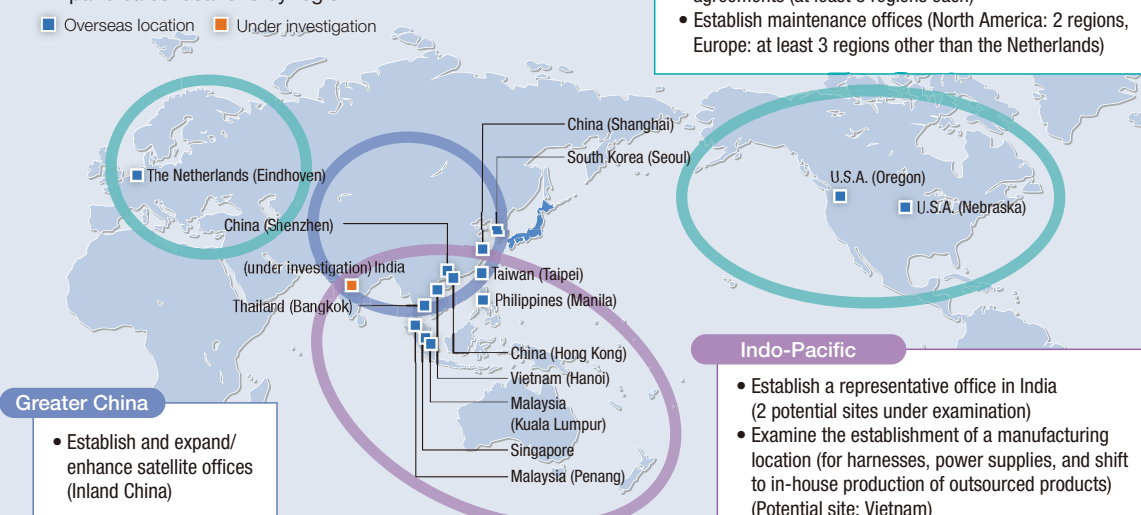 Overseas location
Under investigation
agreements (at least 3 regions each)
• Establish maintenance offices (North America: 2 regions,
Europe: at least 3 regions other than the Netherlands)
China (Shanghai)
South Korea (Seoul)
The Netherlands (Eindhoven)
U.S.A. (Oregon)
U.S.A. (Nebraska)
China (Shenzhen)
(under investigation) India
Taiwan (Taipei)
Thailand (Bangkok)
Philippines (Manila)
China (Hong Kong)
Vietnam (Hanoi)
Malaysia
(Kuala Lumpur)
Singapore
Malaysia (Penang)
Greater China
• Establish and expand/
enhance satellite offices
(Inland China)
Indo-Pacific
• Establish a representative office in India
(2 potential sites under examination)
• Examine the establishment of a manufacturing
location (for harnesses, power supplies, and shift
to in-house production of outsourced products)
(Potential site: Vietnam)